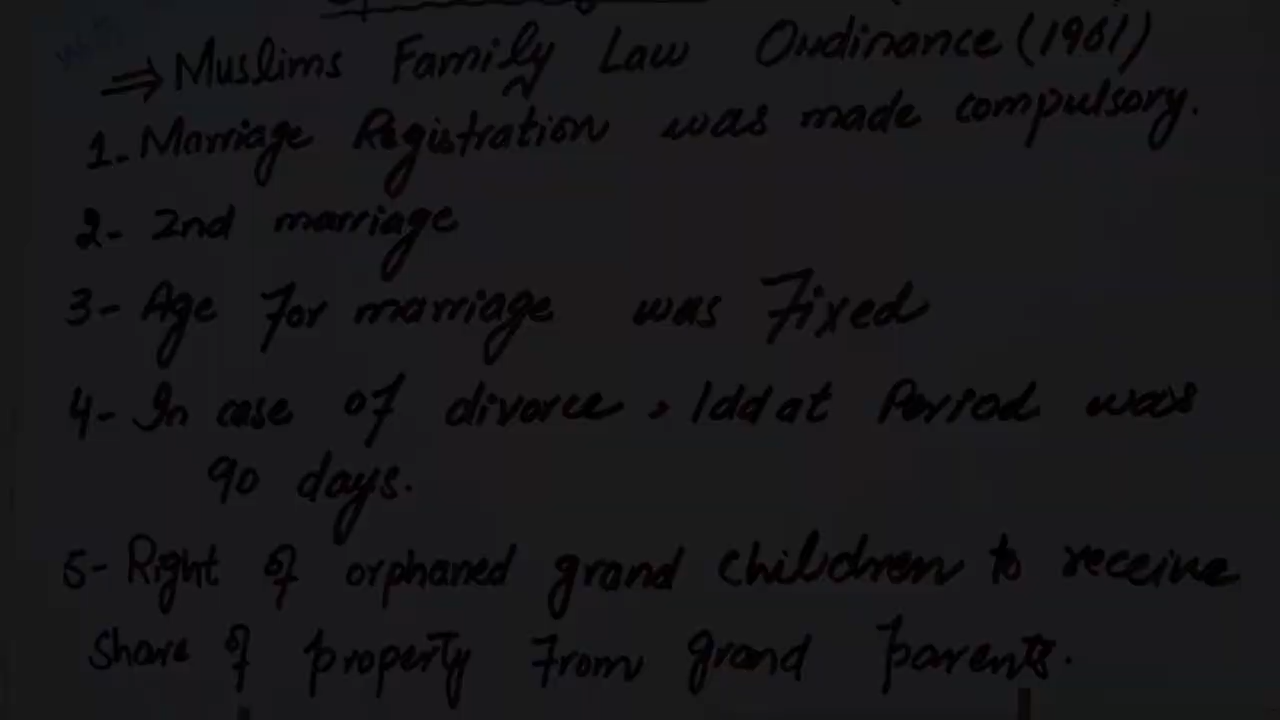 ⇒ Muslims Family Law Ordinance (1961)
1- Marriage Registration was made compulsory.
2- 2nd marriage
3- Age for marriage was Fixed
4- In case of divorce, Iddat Period was
90 days.
5- Right of orphaned grand children to receive
Share of property from grand parents.